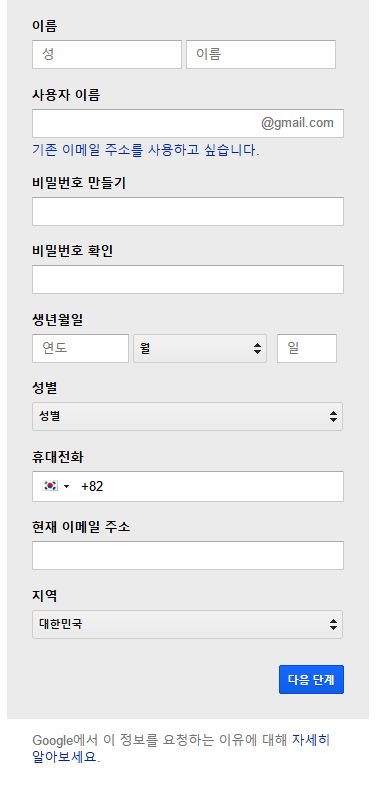 이름
성 이름
사용자 이름
@gmail.com
기존 이메일 주소를 사용하고 싶습니다.
비밀번호 만들기
비밀번호 확인
생년월일
연도 월 일
성별
성별
휴대전화
+82
현재 이메일 주소
지역
대한민국
다음 단계
Google에서 이 정보를 요청하는 이유에 대해 자세히
알아보세요.